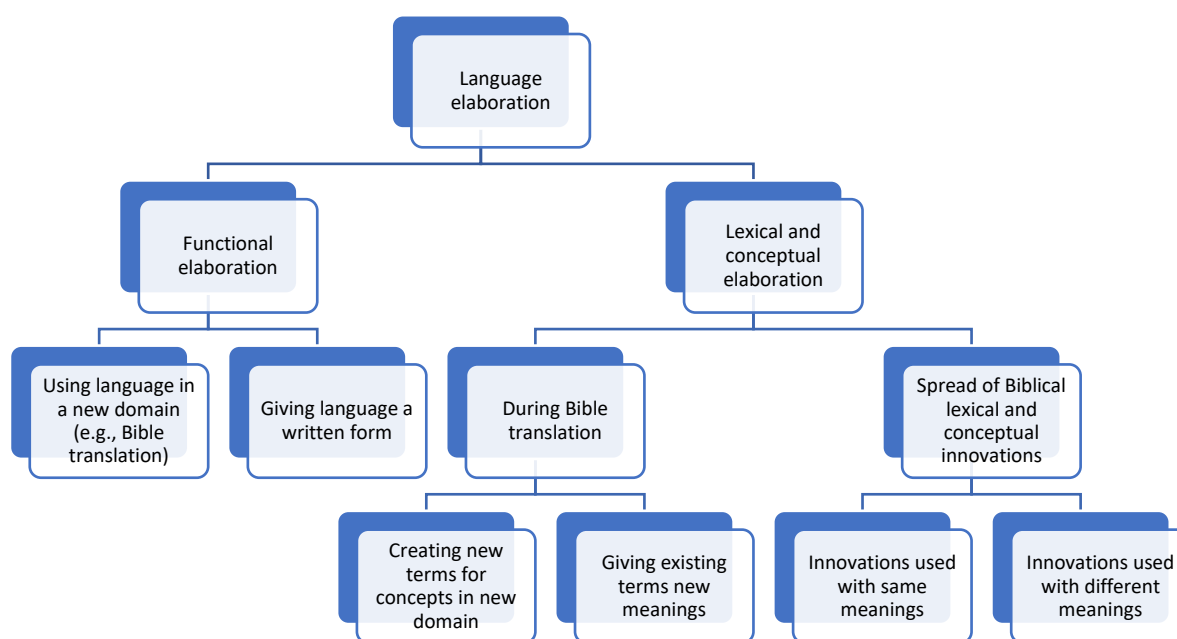 Language
elaboration
Functional
elaboration
Lexical and
conceptual
elaboration
Using language in
a new domain
(e.g., Bible
translation)
Giving language a
written form
During Bible
translation
Spread of Biblical
lexical and
conceptual
innovations
Creating new
terms for
concepts in new
domain
Giving existing
terms new
meanings
Innovations used
with same
meanings
Innovations used
with different
meanings